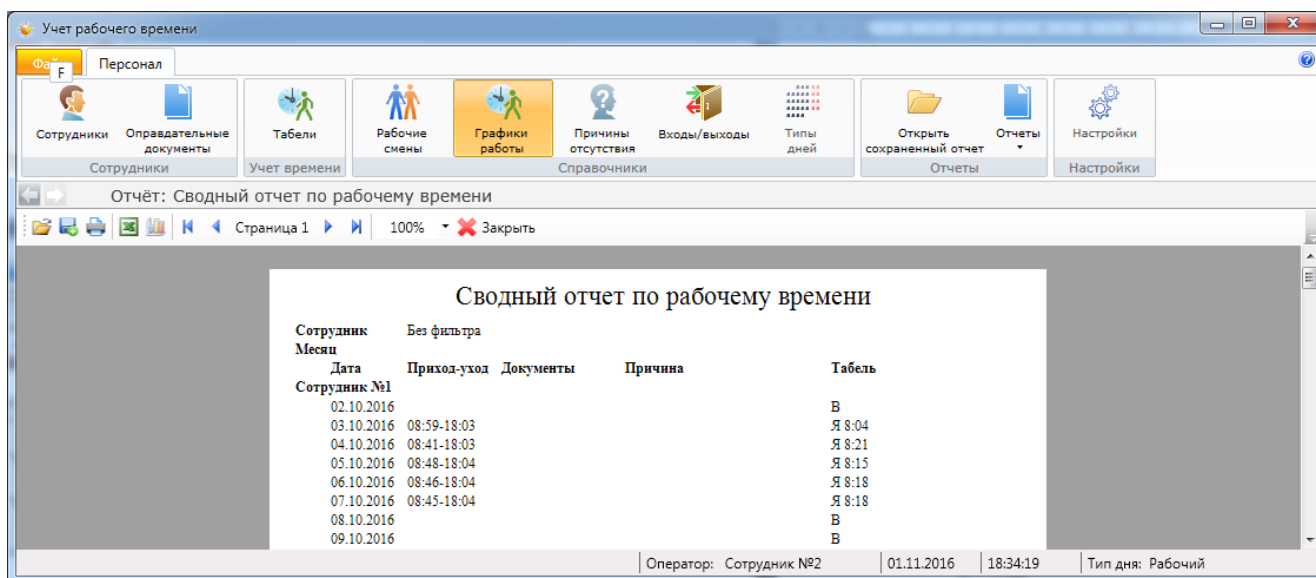 Учет рабочего времени
Фа
F
Персонал
Сотрудники
Оправдательные документы
Табели
Рабочие смены
Графики работы
Причины отсутствия
Входы/выходы
Типы дней
Открыть сохраненный отчет
Отчеты
Настройки
Сотрудники
Учет времени
Справочники
Отчеты
Настройки
Отчёт: Сводный отчет по рабочему времени
Страница 1 100% Закрыть
Сводный отчет по рабочему времени
Сотрудник Без фильтра
Месяц
Дата Приход-уход Документы Причина Табель
Сотрудник №1
02.10.2016 В
03.10.2016 08:59-18:03 Я 8:04
04.10.2016 08:41-18:03 Я 8:21
05.10.2016 08:48-18:04 Я 8:15
06.10.2016 08:46-18:04 Я 8:18
07.10.2016 08:45-18:04 Я 8:18
08.10.2016 В
09.10.2016 В
Оператор: Сотрудник №2 01.11.2016 18:34:19 Тип дня: Рабочий